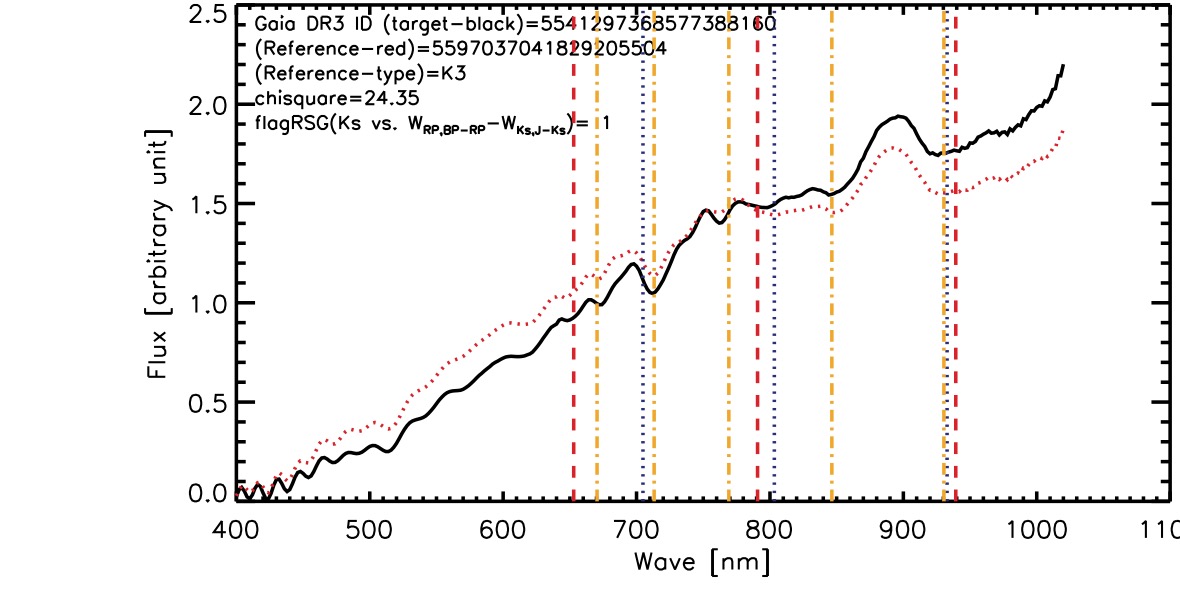 2.5
2.0
1.5
1.0
0.5
0.0
Flux [arbitrary unit]
Gaia DR3 ID (target-black)=5541297368577388160
(Reference-red)=5597037041829205504
(Reference-type)=K3
chisquare=24.35
flagRSG(Ks vs. WRP,BP-RP-WKs,J-Ks)= 1
400 500 600 700 800 900 1000 110
Wave [nm]